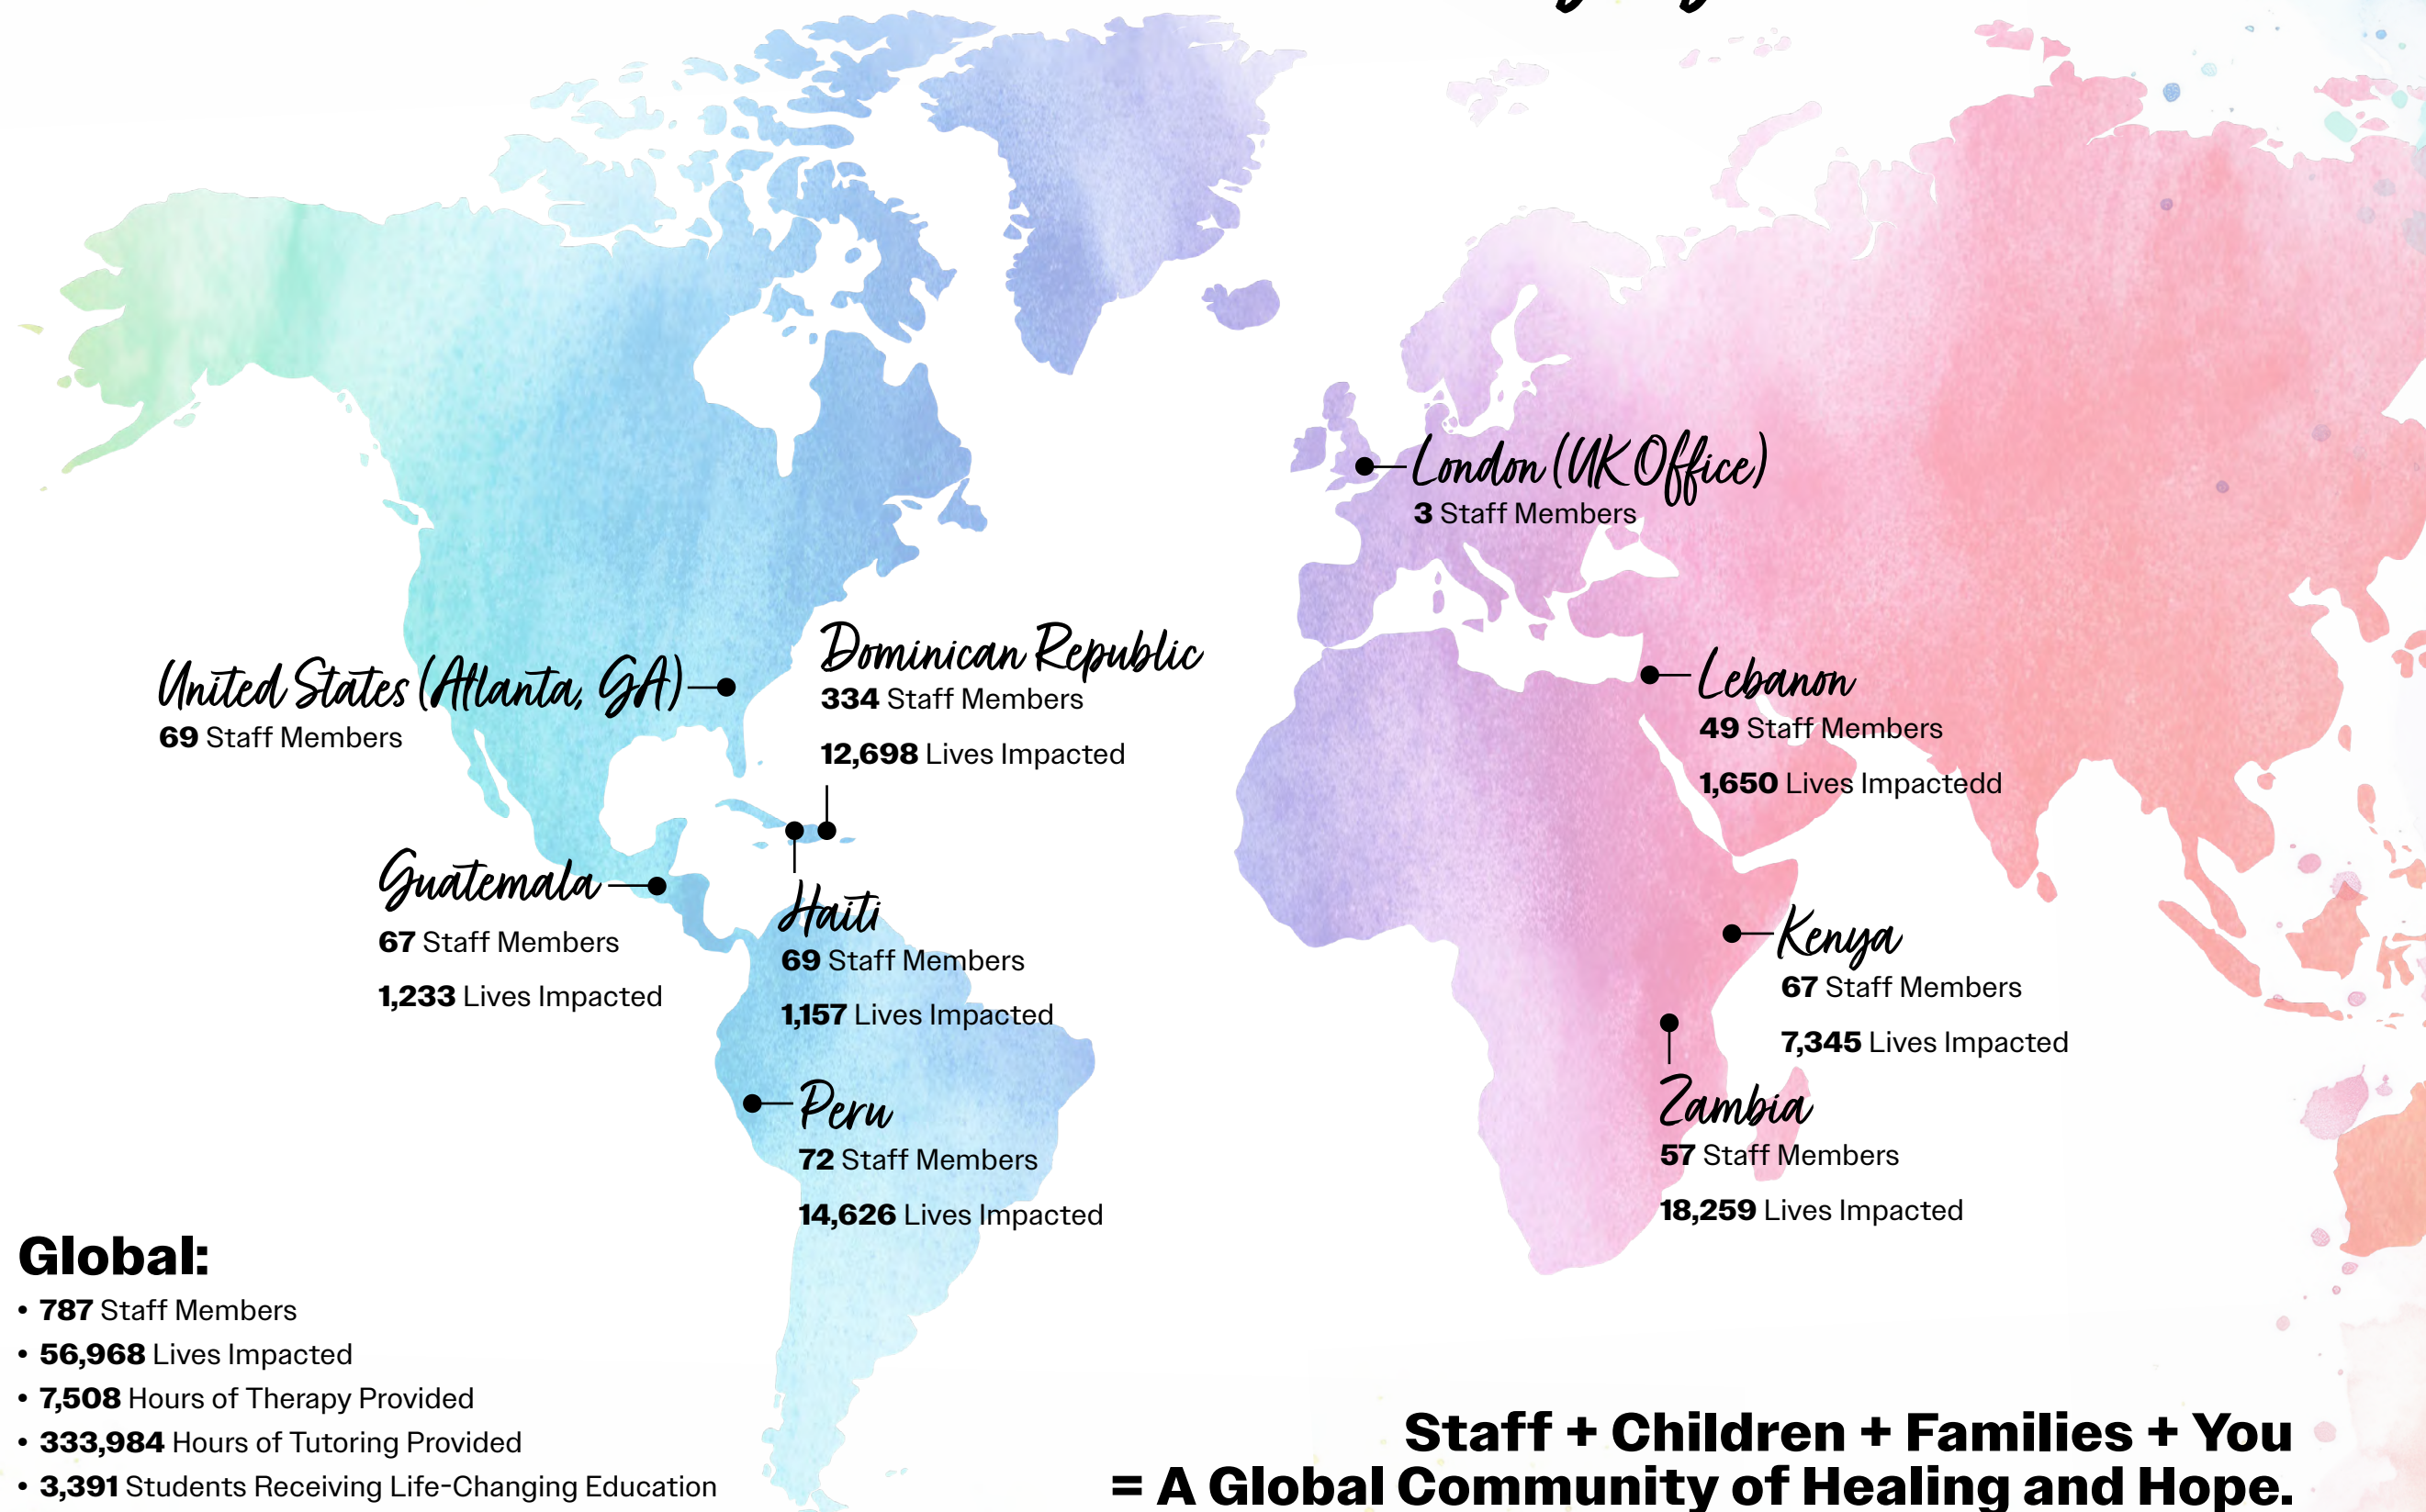 London (UK Office)
3 Staff Members
United States (Atlanta, GA)
69 Staff Members
Dominican Republic
334 Staff Members
12,698 Lives Impacted
Lebanon
49 Staff Members
1,650 Lives Impactedd
Guatemala
67 Staff Members
1,233 Lives Impacted
Haiti
69 Staff Members
1,157 Lives Impacted
Kenya
67 Staff Members
7,345 Lives Impacted
Peru
72 Staff Members
14,626 Lives Impacted
Zambia
57 Staff Members
18,259 Lives Impacted
Global:
• 787 Staff Members
• 56,968 Lives Impacted
• 7,508 Hours of Therapy Provided
• 333,984 Hours of Tutoring Provided
• 3,391 Students Receiving Life-Changing Education
Staff + Children + Families + You
= A Global Community of Healing and Hope.